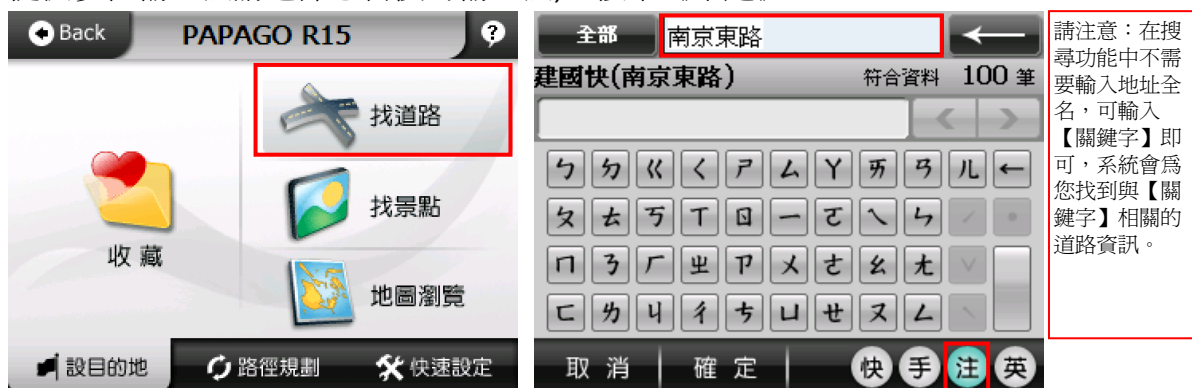 Back
PAPAGO R15
?
找道路
找景點
收藏
地圖瀏覽
設目的地
路徑規劃
快速設定
全部
南京東路
建國快(南京東路)
符合資料 100 筆
ㄅ ㄉ ㄍ ㄑ ㄕ ㄙ ㄚ ㄞ ㄢ ㄦ ←
ㄆ ㄊ ㄎ ㄒ ㄖ ㄧ ㄛ ㄟ ㄣ ˊ ˙
ㄇ ㄋ ㄏ ㄓ ㄗ ㄨ ㄜ ㄠ ㄤ ˇ
ㄈ ㄌ ㄐ ㄔ ㄘ ㄩ ㄝ ㄡ ㄥ ˋ
取消
確定
快 手 注 英
請注意：在搜
尋功能中不需
要輸入地址全
名，可輸入
【關鍵字】即
可，系統會為
您找到與【關
鍵字】相關的
道路資訊。